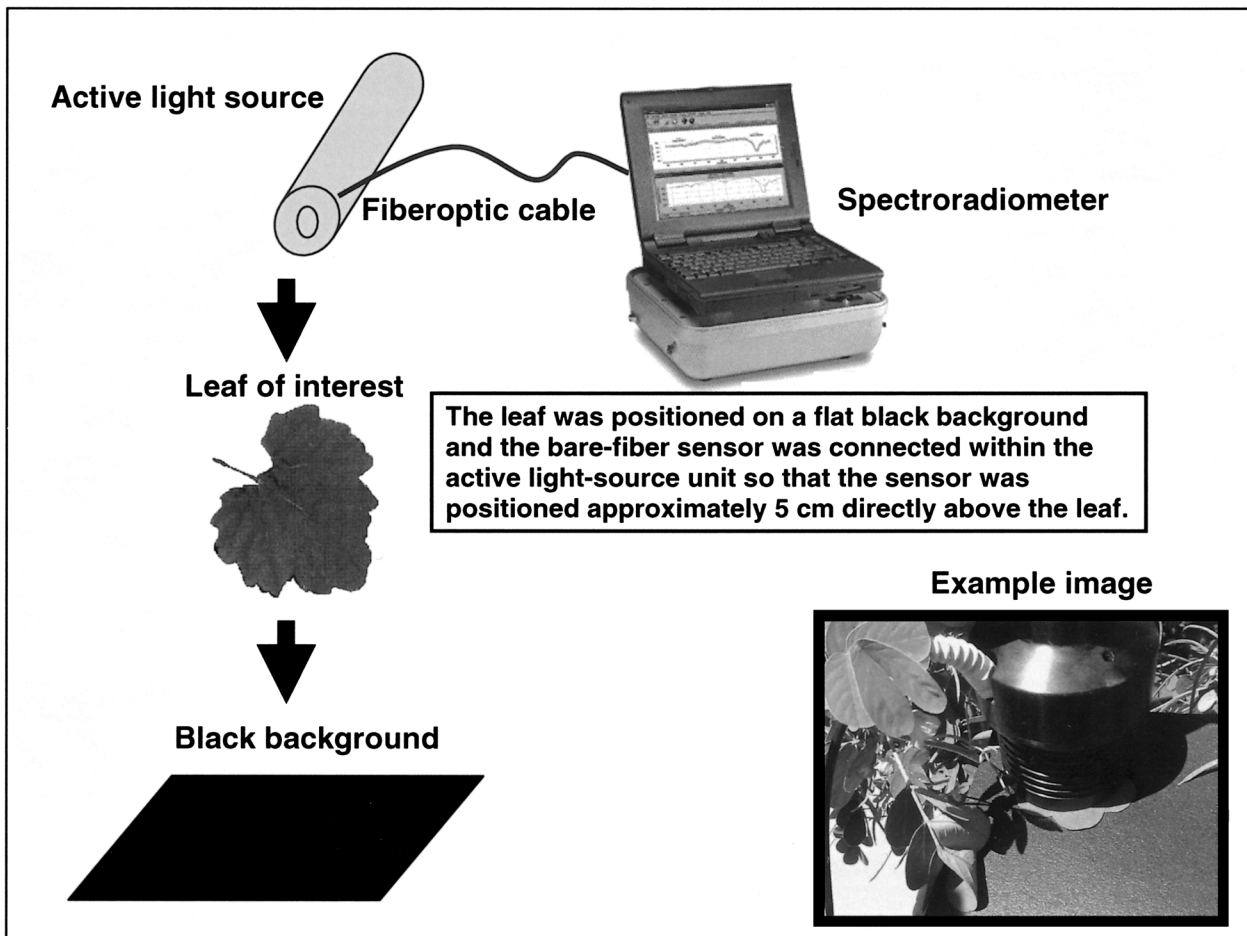 Active light source
Fiberoptic cable
Spectroradiometer
Leaf of interest
The leaf was positioned on a flat black background
and the bare-fiber sensor was connected within the
active light-source unit so that the sensor was
positioned approximately 5 cm directly above the leaf.
Example image
Black background